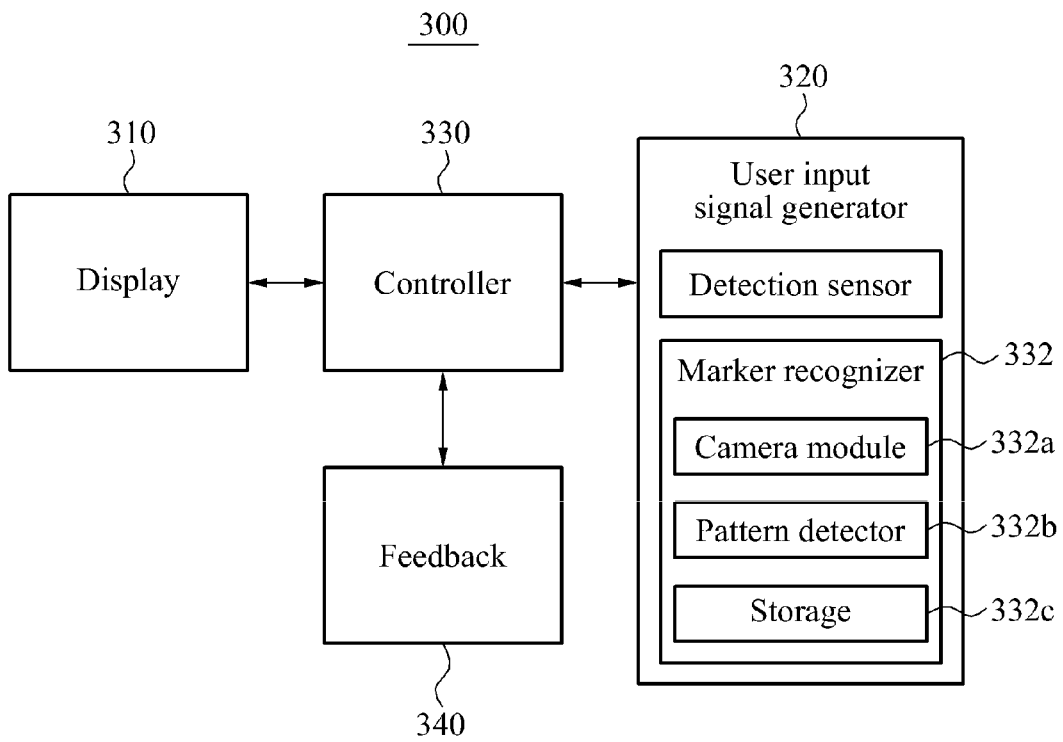 300
320
310
330
User input
signal generator
Display
Controller
Detection sensor
Marker recognizer
332
Camera module
332a
Pattern detector
332b
Feedback
Storage
332c
340